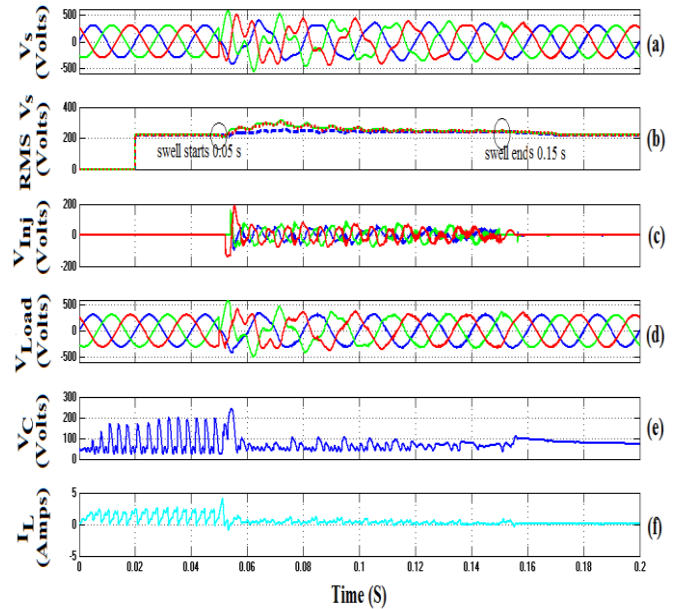 Vs (Volts)
500
0
-500
(a)
RMS Vs (Volts)
400
200
0
swell starts 0.05 s
swell ends 0.15 s
(b)
VInj (Volts)
200
0
-200
(c)
VLoad (Volts)
500
0
-500
(d)
VC (Volts)
300
200
100
0
(e)
IL (Amps)
5
0
-5
(f)
0 0.02 0.04 0.06 0.08 0.1 0.12 0.14 0.16 0.18 0.2
Time (S)